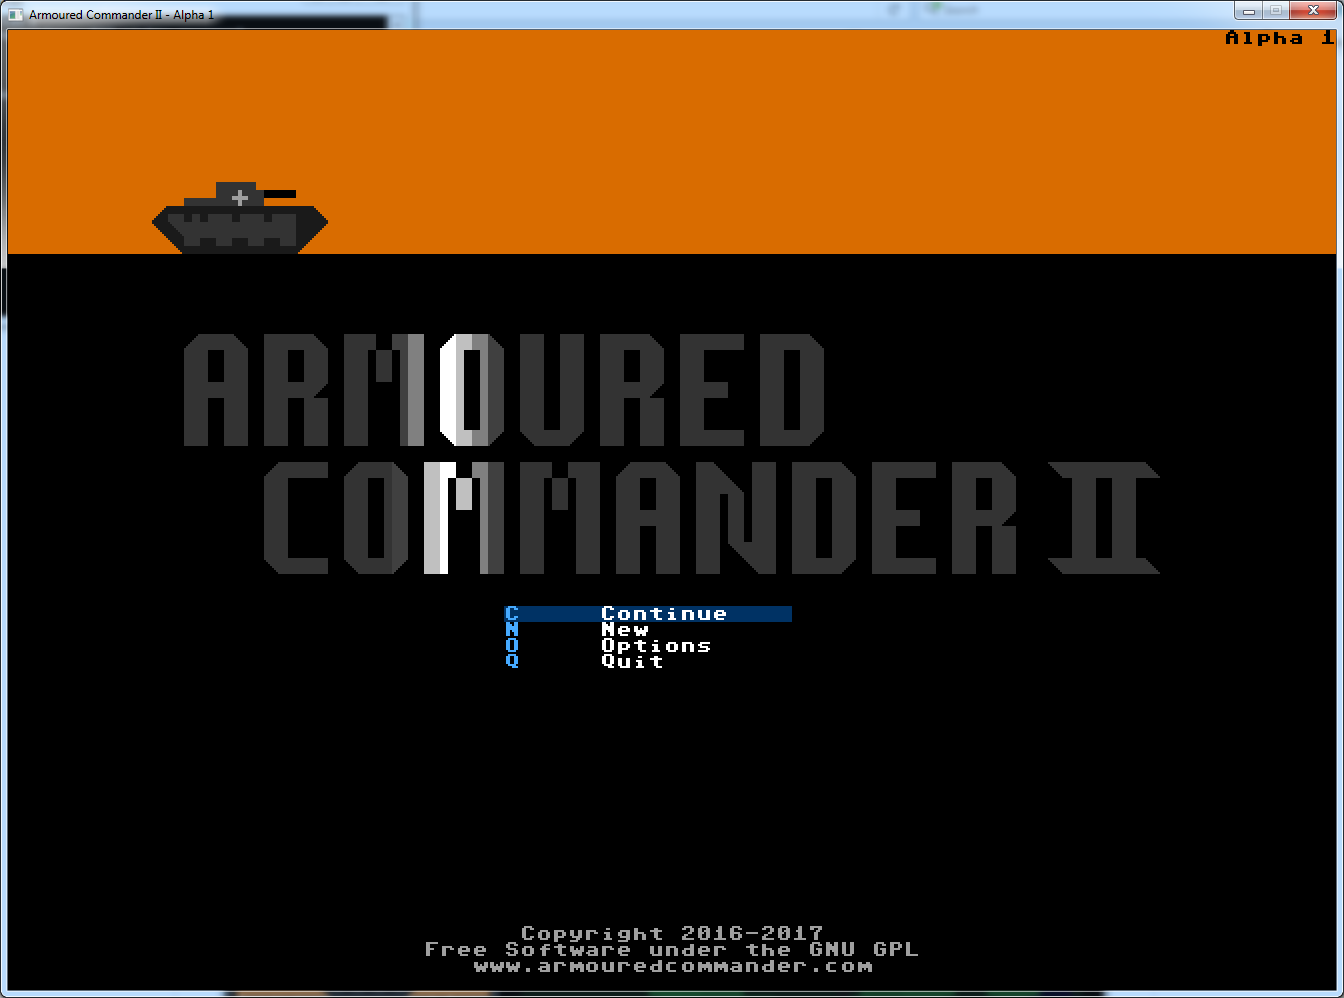 Armoured Commander II - Alpha 1
Alpha 1
ARMOURED
COMMANDER II
C Continue
N New
O Options
Q Quit
Copyright 2016-2017
Free Software under the GNU GPL
www.armouredcommander.com